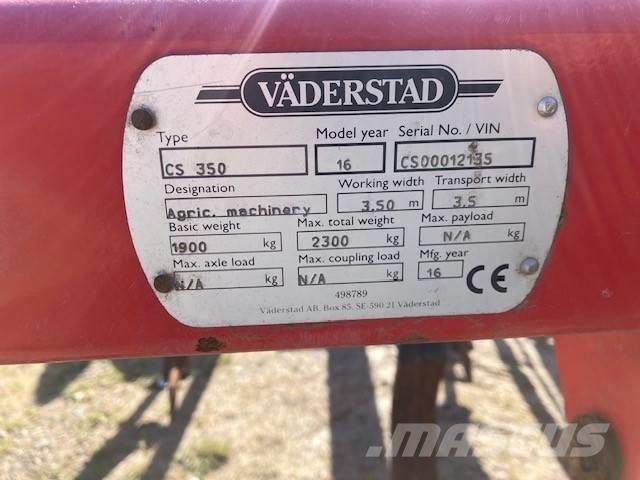 VÄDERSTAD
Type Model year Serial No. / VIN
CS 350 16 CS00012135
Designation Working width Transport width
Agric. machinery 3.50 m 3.5 m
Basic weight Max. total weight Max. payload
1900 kg 2300 kg N/A kg
Max. axle load Max. coupling load Mfg. year
N/A kg N/A kg 16 CE
498789
Väderstad AB, Box 85, SE-590 21 Väderstad
MASCUS